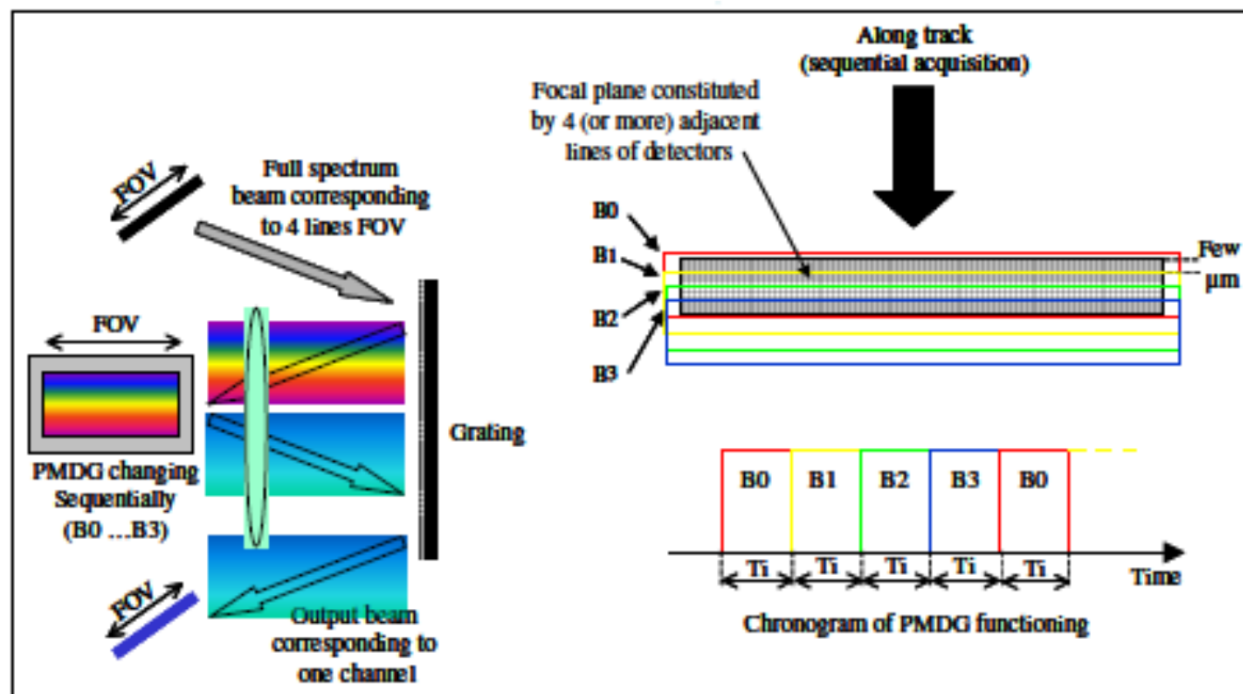 Along track
(sequential acquisition)
Focal plane constituted
by 4 (or more) adjacent
lines of detectors
Full spectrum
beam corresponding
to 4 lines FOV
FOV
B0
B1
B2
B3
Few
µm
FOV
PMDG changing
Sequentially
(B0 ...B3)
Grating
FOV
Output beam
corresponding to
one channel
B0 B1 B2 B3 B0
Ti Ti Ti Ti Ti
Time
Chronogram of PMDG functioning